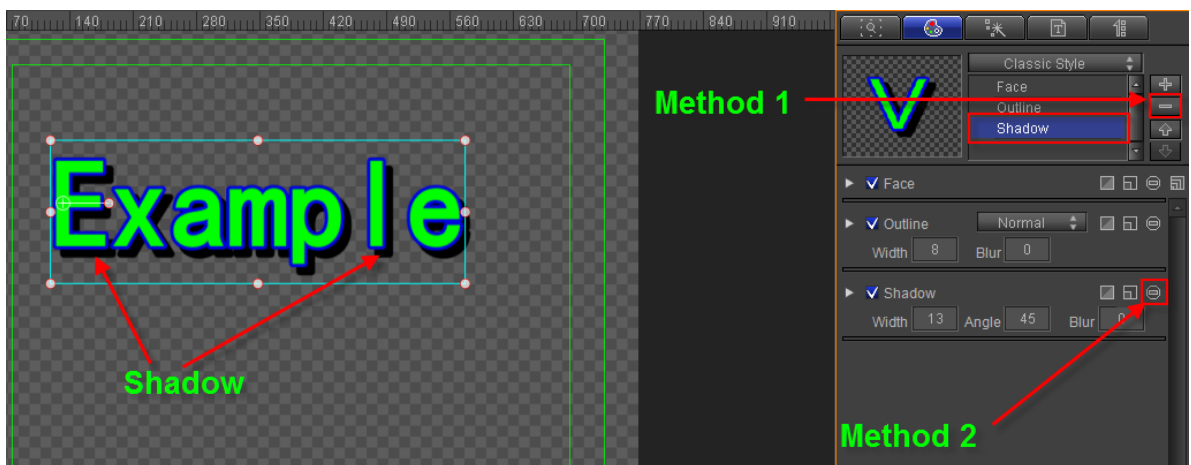 70 140 210 280 350 420 490 560 630 700 770 840 910
Classic Style
Face
Outline
Shadow
V
Method 1
Example
Shadow
Face
Outline Normal
Width 8 Blur 0
Shadow
Width 13 Angle 45 Blur 0
Method 2